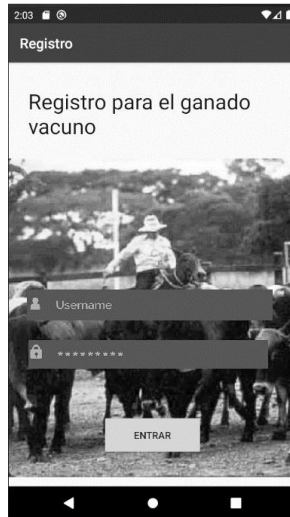 2:03
Registro
Registro para el ganado
vacuno
Username
*********
ENTRAR